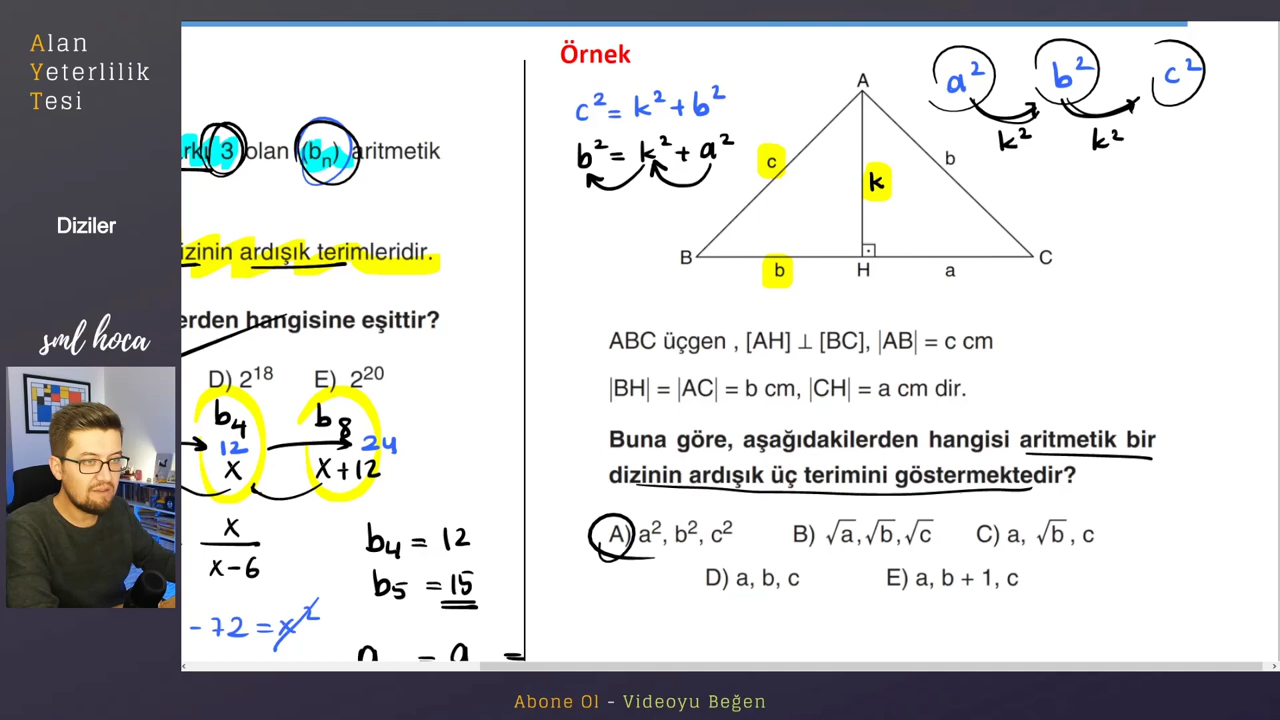 Alan
Yeterlilik
Tesi
Diziler
sml hoca
arkı 3 olan (bn) aritmetik
izinin ardışık terimleridir.
erden hangisine eşittir?
D) 2¹⁸ E) 2²⁰
b₄ b₈
12 24
x x+12
x
x-6
b₄ = 12
b₅ = 15
-72 = x²
Örnek
c² = k² + b²
b² = k² + a²
a² b² c²
k² k²
A
c k b
B b H a C
ABC üçgen , [AH] ⊥ [BC], |AB| = c cm
|BH| = |AC| = b cm, |CH| = a cm dir.
Buna göre, aşağıdakilerden hangisi aritmetik bir
dizinin ardışık üç terimini göstermektedir?
A) a², b², c² B) √a,√b,√c C) a, √b , c
D) a, b, c E) a, b + 1, c
Abone Ol - Videoyu Beğen